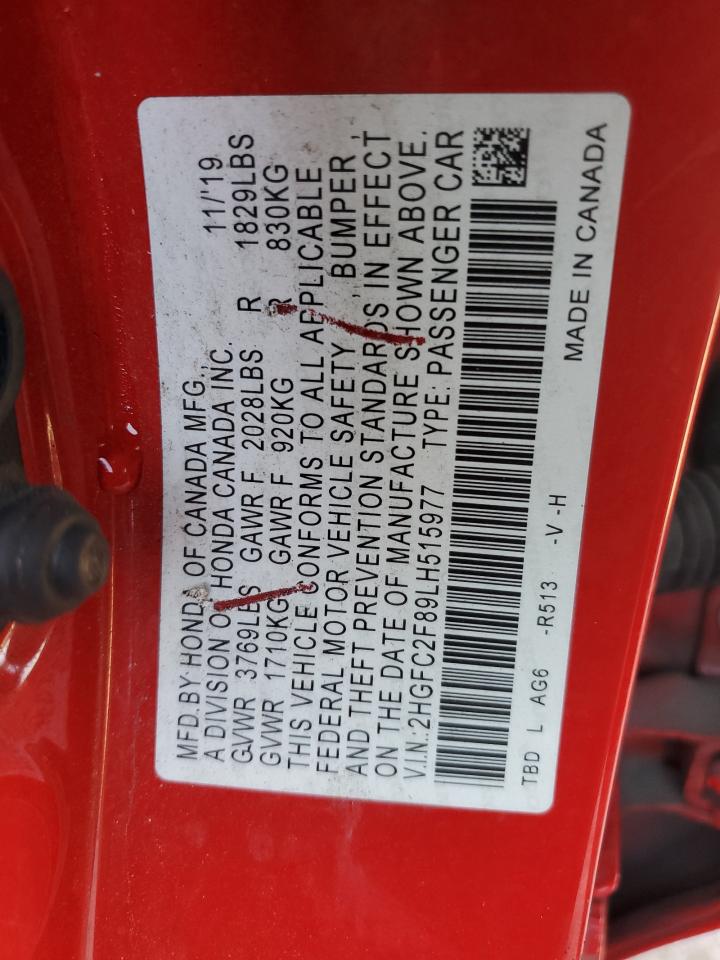 MFD.BY HONDA OF CANADA MFG., 11/'19
A DIVISION OF HONDA CANADA INC.
GVWR 3769LBS GAWR F 2028LBS R 1829LBS
GVWR 1710KG GAWR F 920KG R 830KG
THIS VEHICLE CONFORMS TO ALL APPLICABLE
FEDERAL MOTOR VEHICLE SAFETY, BUMPER,
AND THEFT PREVENTION STANDARDS IN EFFECT
ON THE DATE OF MANUFACTURE SHOWN ABOVE.
V.I.N.:2HGFC2F89LH515977 TYPE: PASSENGER CAR
TBD L AG6 -R513 -V -H
MADE IN CANADA